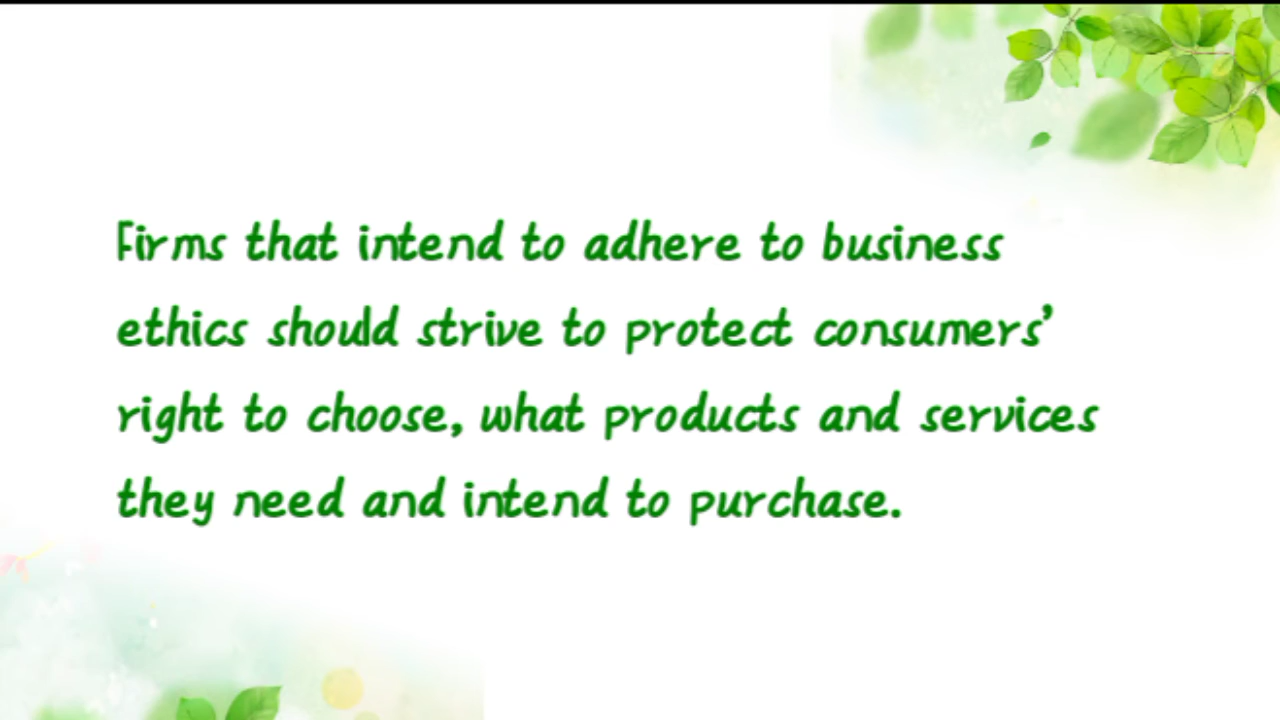 Firms that intend to adhere to business
ethics should strive to protect consumers’
right to choose, what products and services
they need and intend to purchase.